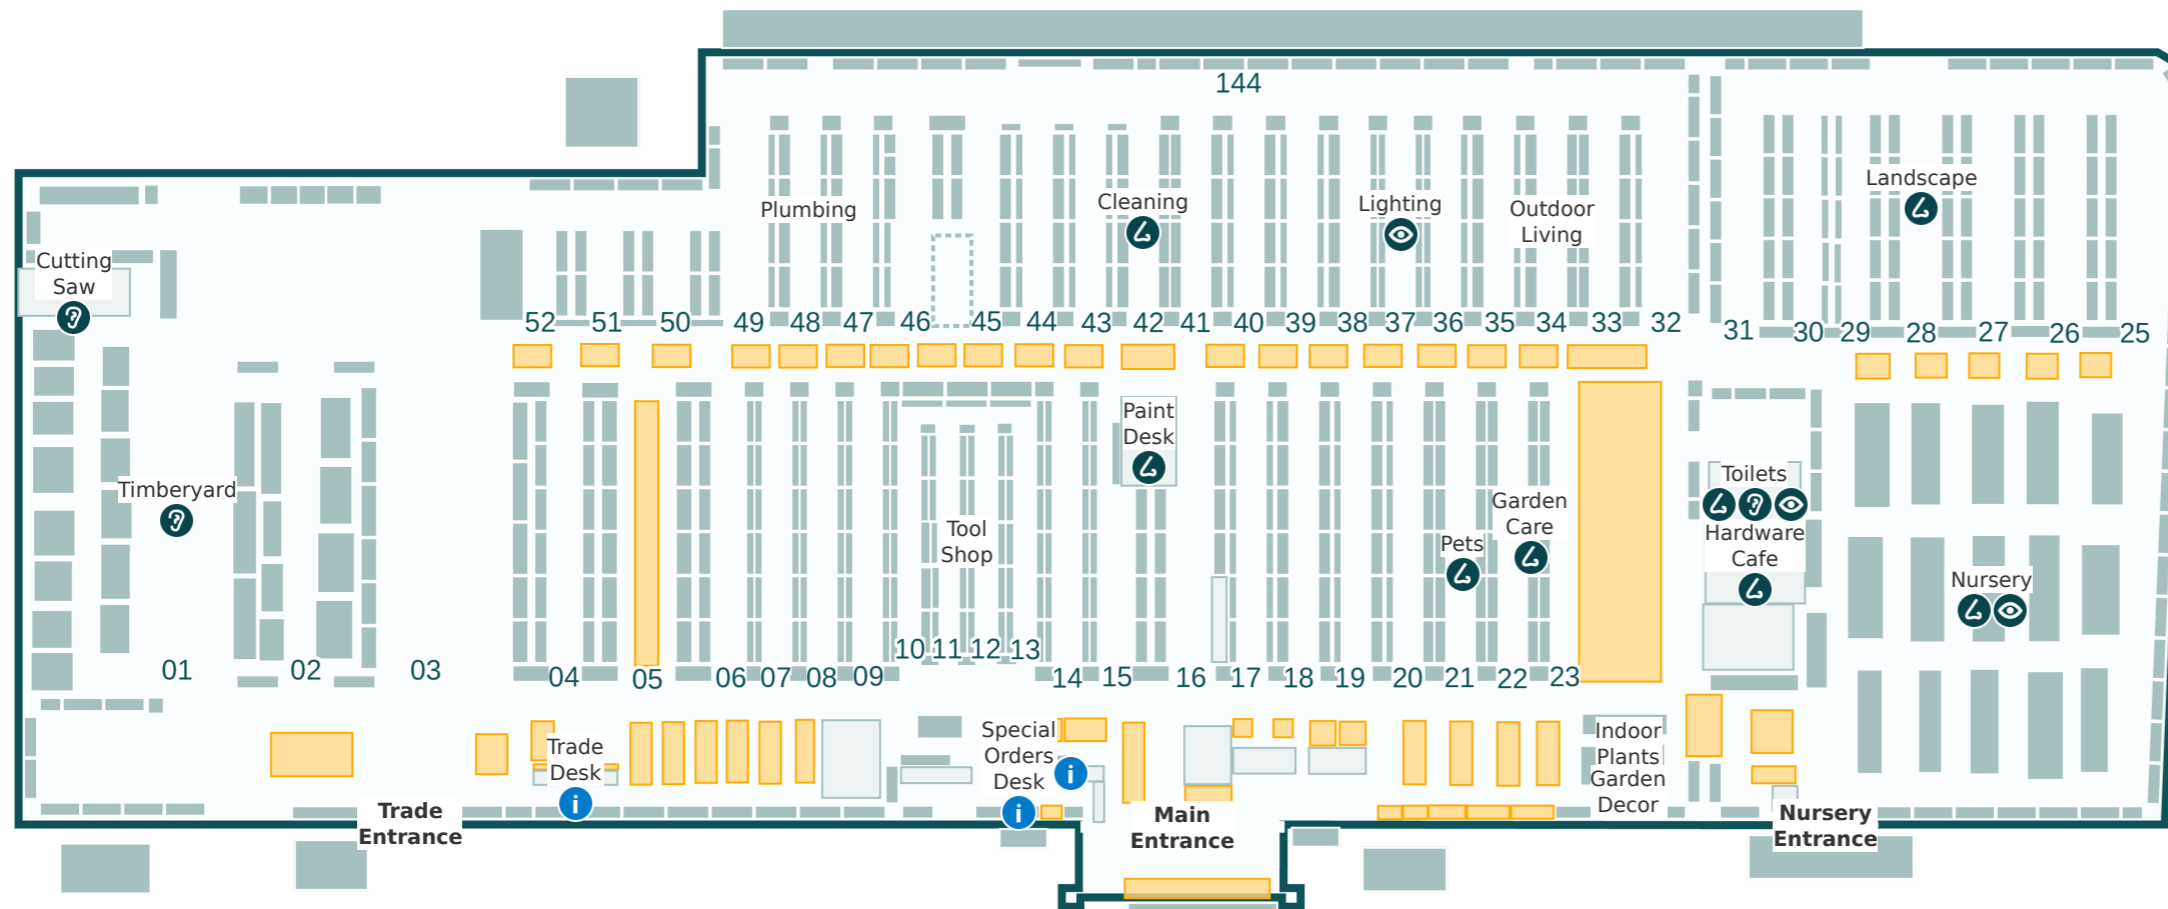 144
Plumbing
Cleaning
Lighting
Outdoor
Living
Landscape
Cutting
Saw
52 51 50 49 48 47 46 45 44 43 42 41 40 39 38 37 36 35 34 33 32 31 30 29 28 27 26 25
Paint
Desk
Timberyard
Tool
Shop
Pets
Garden
Care
Toilets
Hardware
Cafe
Nursery
01 02 03 04 05 06 07 08 09 10 11 12 13 14 15 16 17 18 19 20 21 22 23
Trade
Desk
i
Special
Orders
Desk
i
i
Indoor
Plants
Garden
Decor
Trade
Entrance
Main
Entrance
Nursery
Entrance